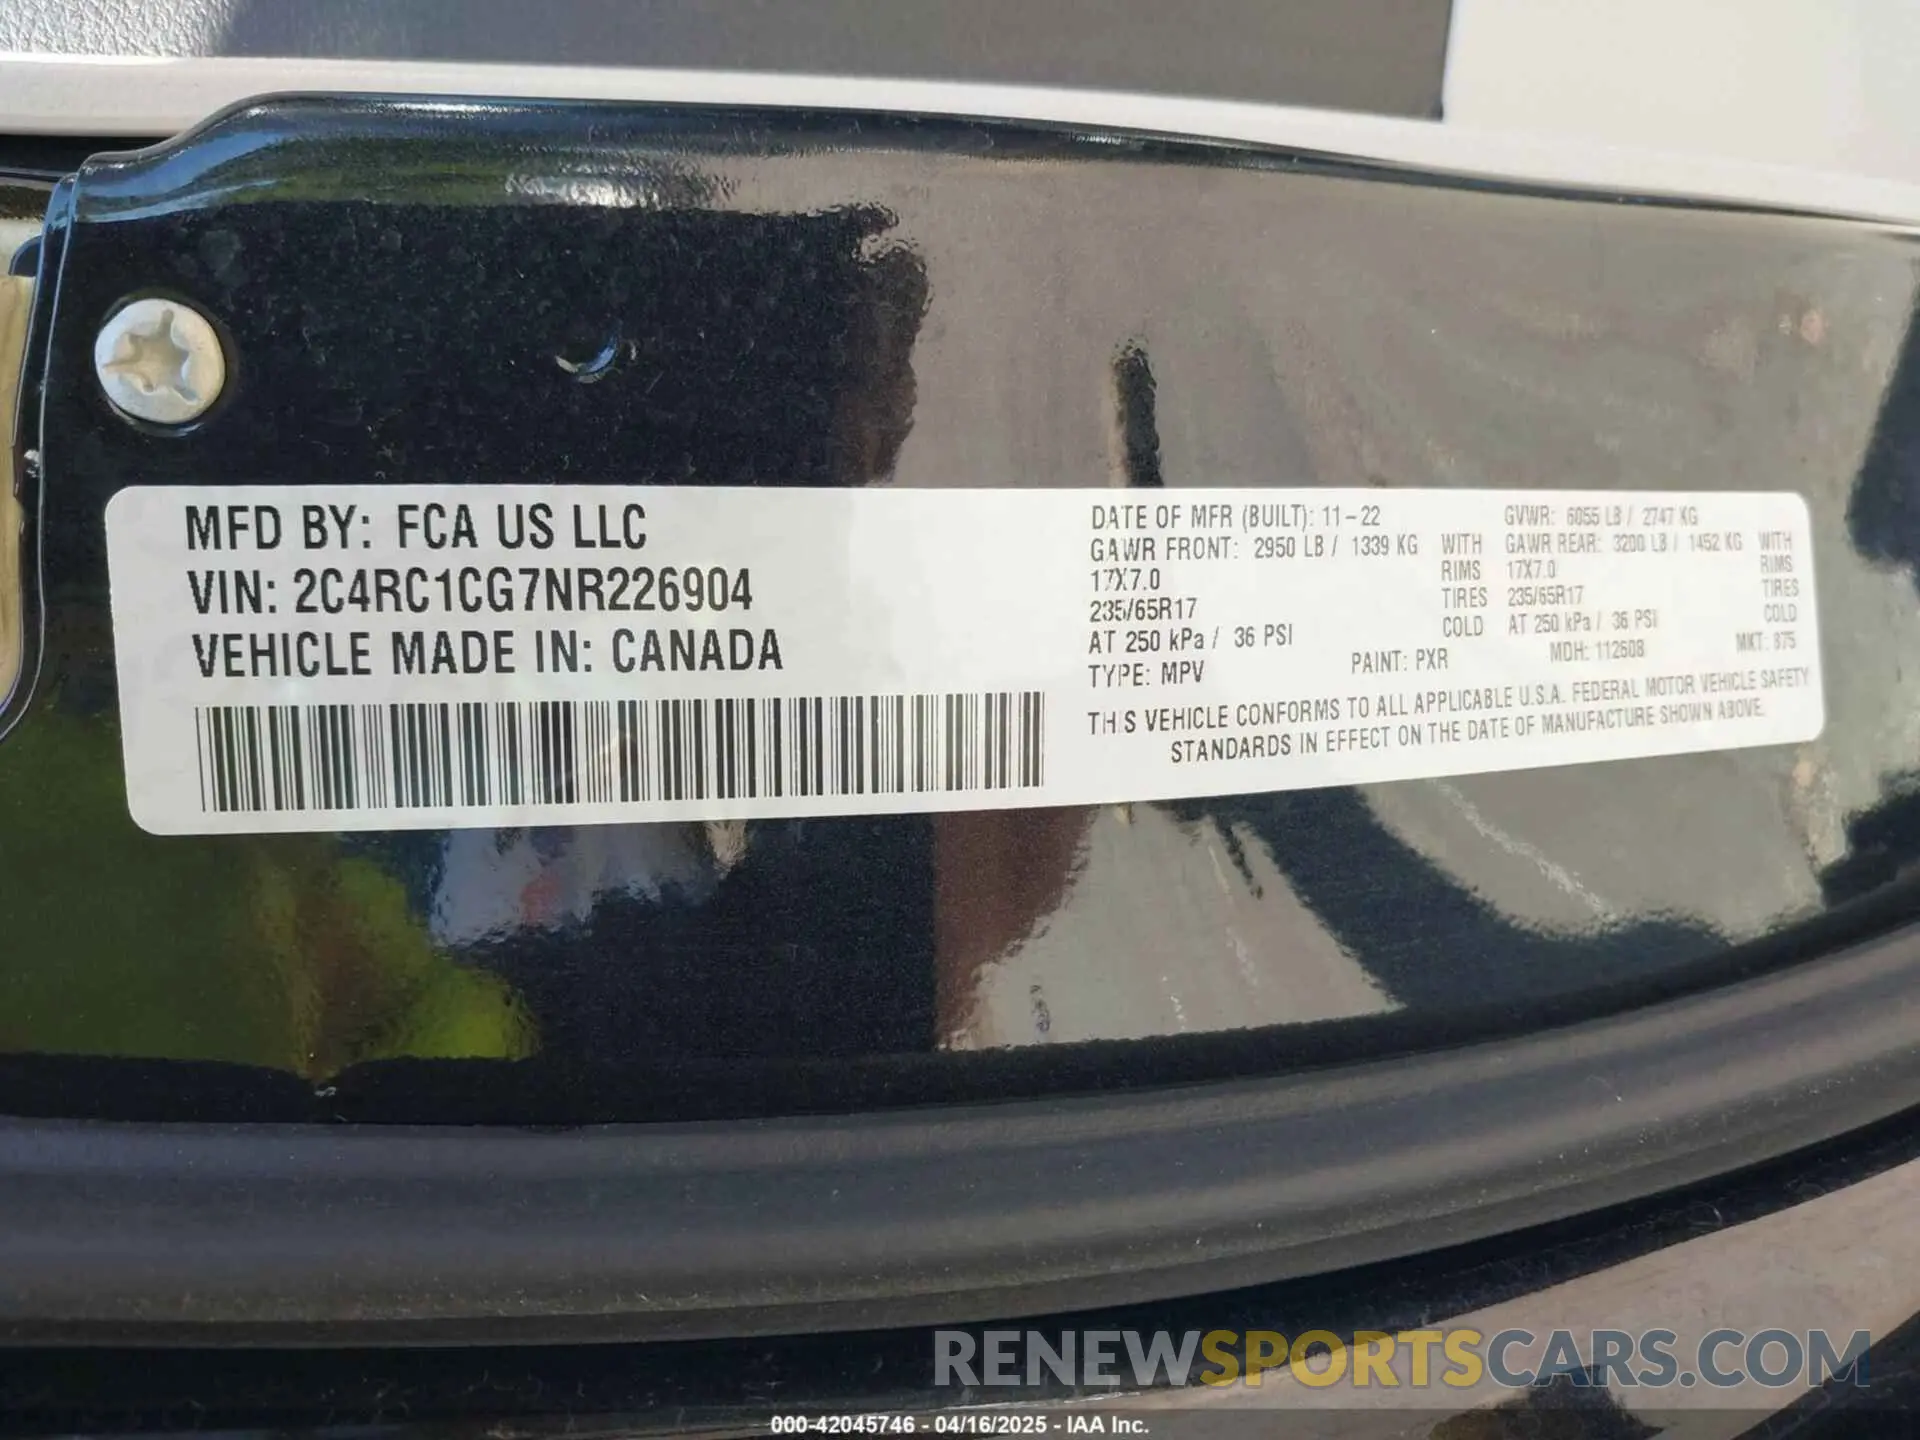 MFD BY: FCA US LLC
VIN: 2C4RC1CG7NR226904
VEHICLE MADE IN: CANADA
DATE OF MFR (BUILT): 11-22 GVWR: 6055 LB / 2747 KG
GAWR FRONT: 2950 LB / 1339 KG WITH GAWR REAR: 3200 LB / 1452 KG WITH
17X7.0 RIMS 17X7.0 RIMS
235/65R17 TIRES 235/65R17 TIRES
AT 250 kPa / 36 PSI COLD AT 250 kPa / 36 PSI COLD
TYPE: MPV PAINT: PXR MDH: 112608 MKT: 875
THIS VEHICLE CONFORMS TO ALL APPLICABLE U.S.A. FEDERAL MOTOR VEHICLE SAFETY
STANDARDS IN EFFECT ON THE DATE OF MANUFACTURE SHOWN ABOVE.
RENEWSPORTSCARS.COM
000-42045746 - 04/16/2025 - IAA Inc.